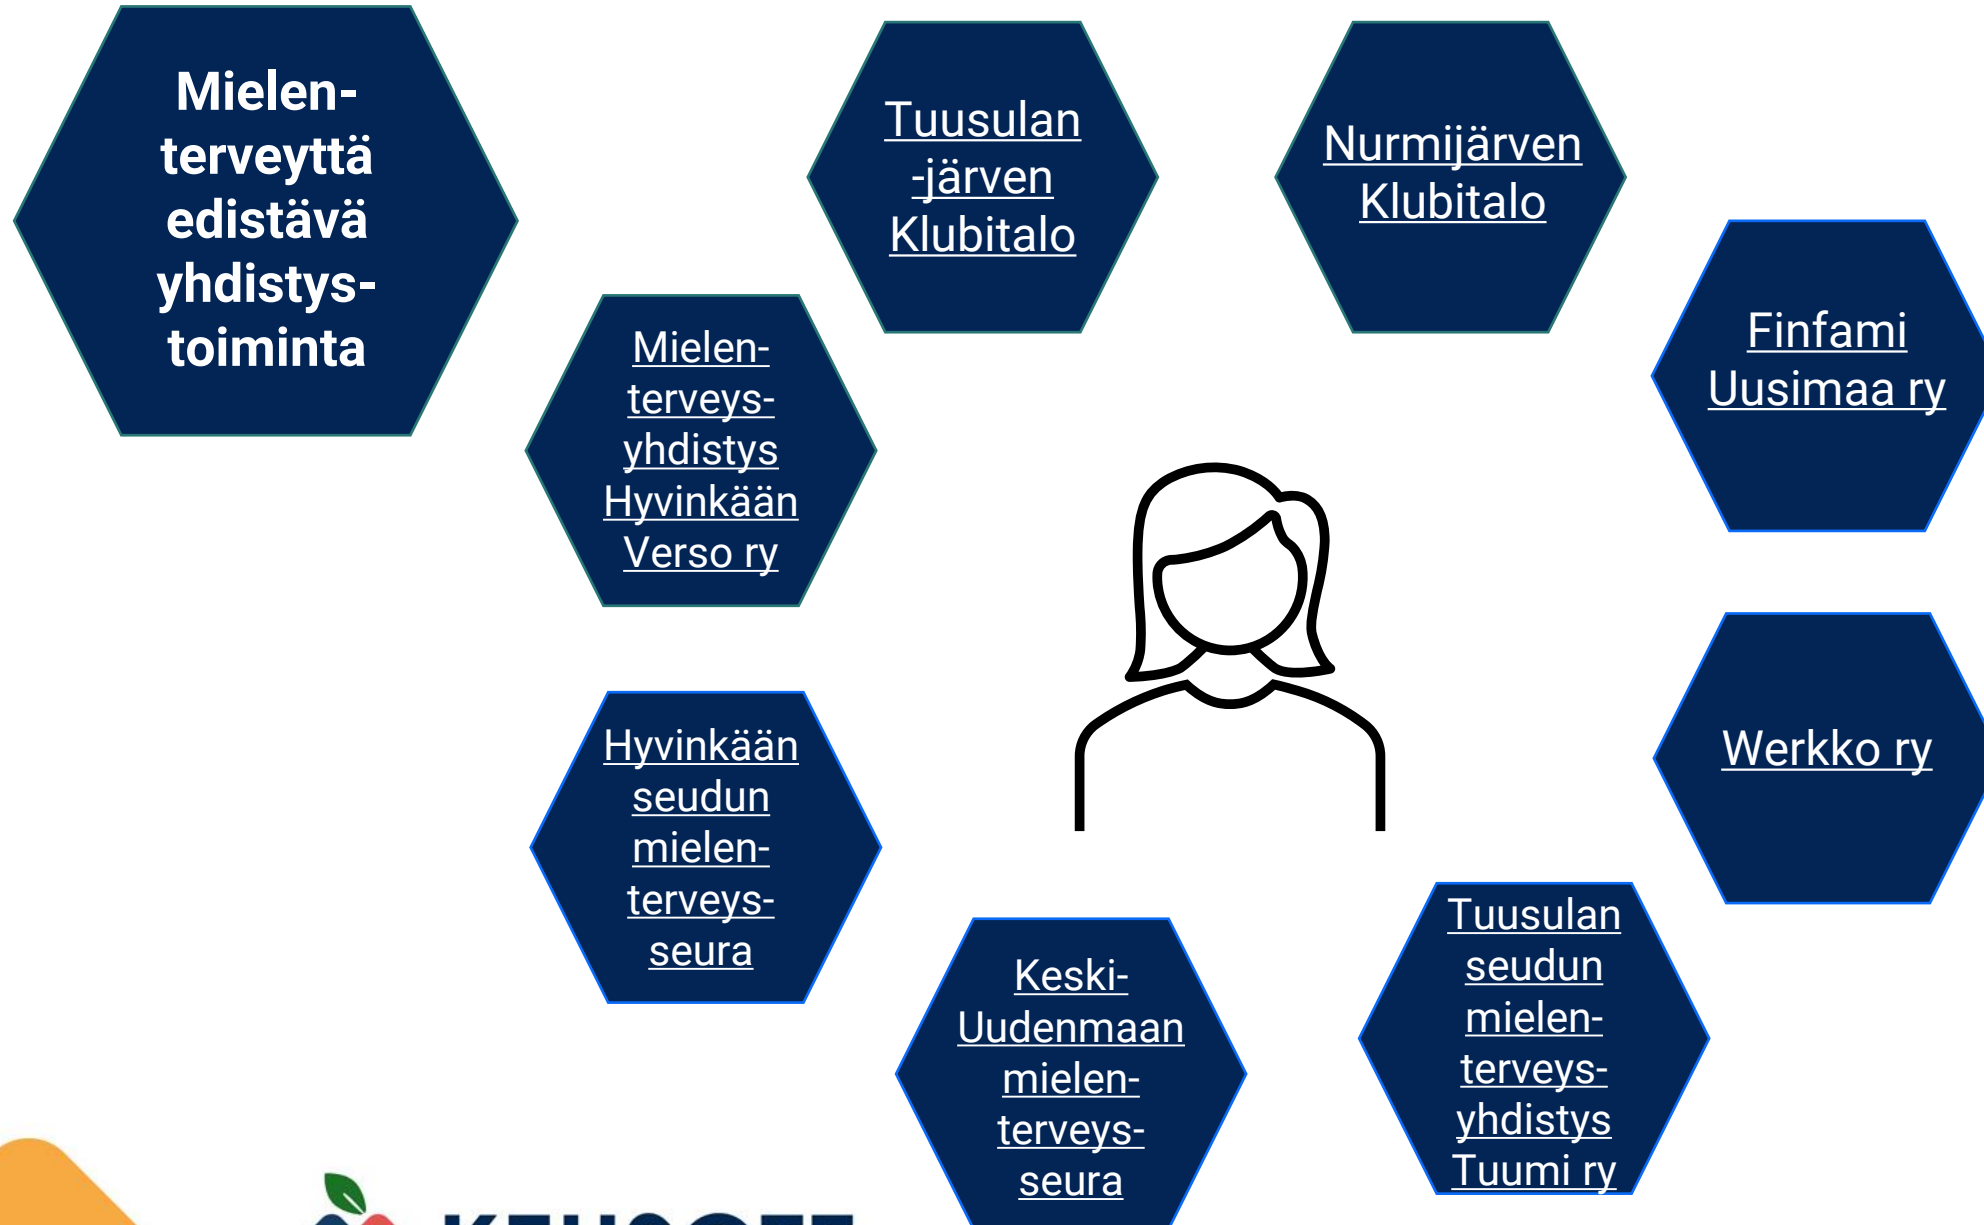 Mielen-
terveyttä
edistävä
yhdistys-
toiminta
Tuusulan
-järven
Klubitalo
Nurmijärven
Klubitalo
Finfami
Uusimaa ry
Mielen-
terveys-
yhdistys
Hyvinkään
Verso ry
Werkko ry
Hyvinkään
seudun
mielen-
terveys-
seura
Keski-
Uudenmaan
mielen-
terveys-
seura
Tuusulan
seudun
mielen-
terveys-
yhdistys
Tuumi ry